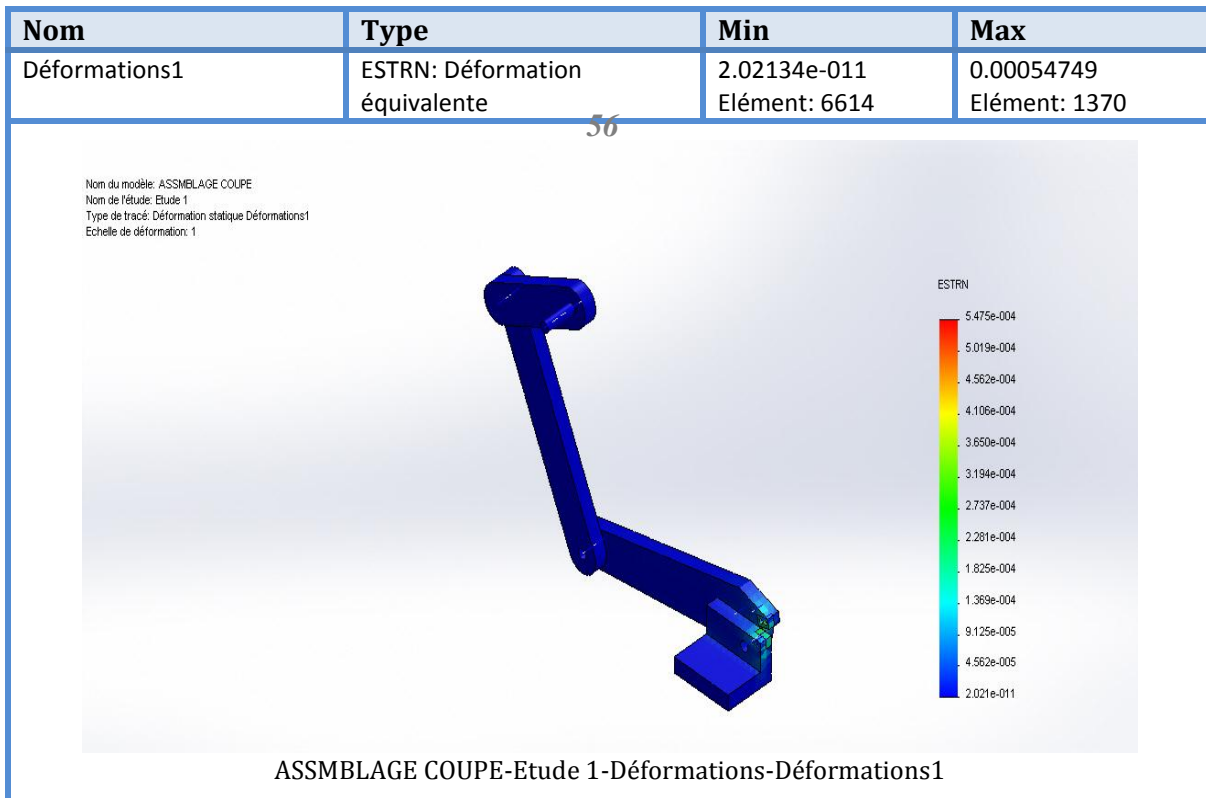 Nom Type Min Max
Déformations1 ESTRN: Déformation 2.02134e-011 0.00054749
équivalente Elément: 6614 Elément: 1370
56
Nom du modèle: ASSMBLAGE COUPE
Nom de l'étude: Etude 1
Type de tracé: Déformation statique Déformations1
Echelle de déformation: 1
ESTRN
5.475e-004
5.019e-004
4.562e-004
4.106e-004
3.650e-004
3.194e-004
2.737e-004
2.281e-004
1.825e-004
1.369e-004
9.125e-005
4.562e-005
2.021e-011
ASSMBLAGE COUPE-Etude 1-Déformations-Déformations1